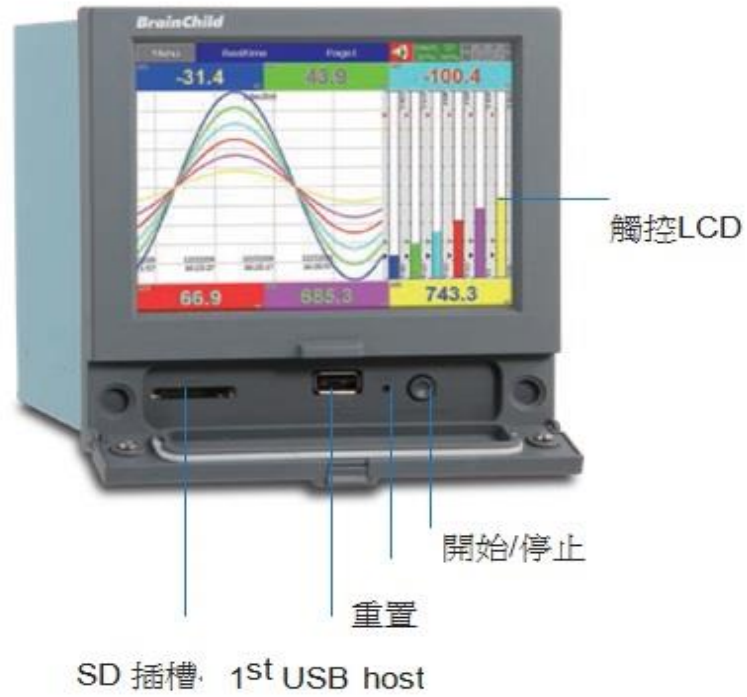 BrainChild
Menu Realtime Page1
-31.4 43.9 -100.4
觸控LCD
66.9 685.3 743.3
開始/停止
重置
SD 插槽、 1st USB host